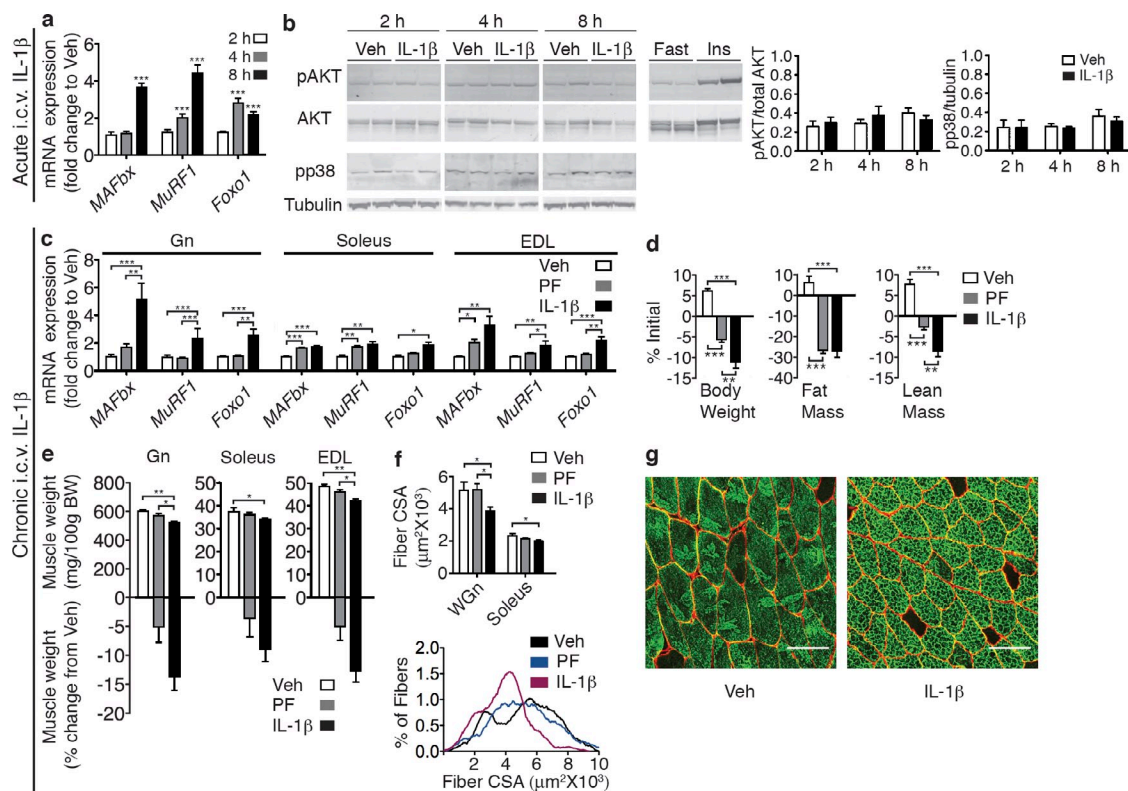 Acute i.c.v. IL-1β
a
mRNA expression
(fold change to Veh)
6
4
2
0
2 h
4 h
8 h
***
***
***
***
***
MAFbx
MuRF1
Foxo1
b
2 h
4 h
8 h
Veh IL-1β
Veh IL-1β
Veh IL-1β
Fast Ins
pAKT
AKT
pp38
Tubulin
pAKT/total AKT
1.0
0.8
0.6
0.4
0.2
0.0
2 h 4 h 8 h
pp38/tubulin
1.0
0.8
0.6
0.4
0.2
0.0
2 h 4 h 8 h
Veh
IL-1β
Chronic i.c.v. IL-1β
c
Gn Soleus EDL
mRNA expression
(fold change to Veh)
8
6
4
2
0
Veh
PF
IL-1β
***
**
***
***
***
**
***
***
**
**
*
**
*
**
*
***
**
MAFbx MuRF1 Foxo1 MAFbx MuRF1 Foxo1 MAFbx MuRF1 Foxo1
d
% Initial
10
5
0
-5
-10
-15
***
***
**
Body
Weight
10
0
-10
-20
-30
-40
***
***
Fat
Mass
10
5
0
-5
-10
-15
***
***
**
Lean
Mass
Veh
PF
IL-1β
e
Gn Soleus EDL
Muscle weight
(mg/100g BW)
800
600
400
200
0
50
40
30
20
10
0
50
40
30
20
10
0
**
*
*
**
*
Muscle weight
(% change from Veh)
-5
-10
-15
-20
Veh
PF
IL-1β
f
Fiber CSA
(μm²X10³)
8
6
4
2
0
*
*
*
WGn
Soleus
Veh
PF
IL-1β
% of Fibers
2.0
1.5
1.0
0.5
0.0
2 4 6 8 10
Fiber CSA (μm²X10³)
Veh
PF
IL-1β
g
Veh
IL-1β